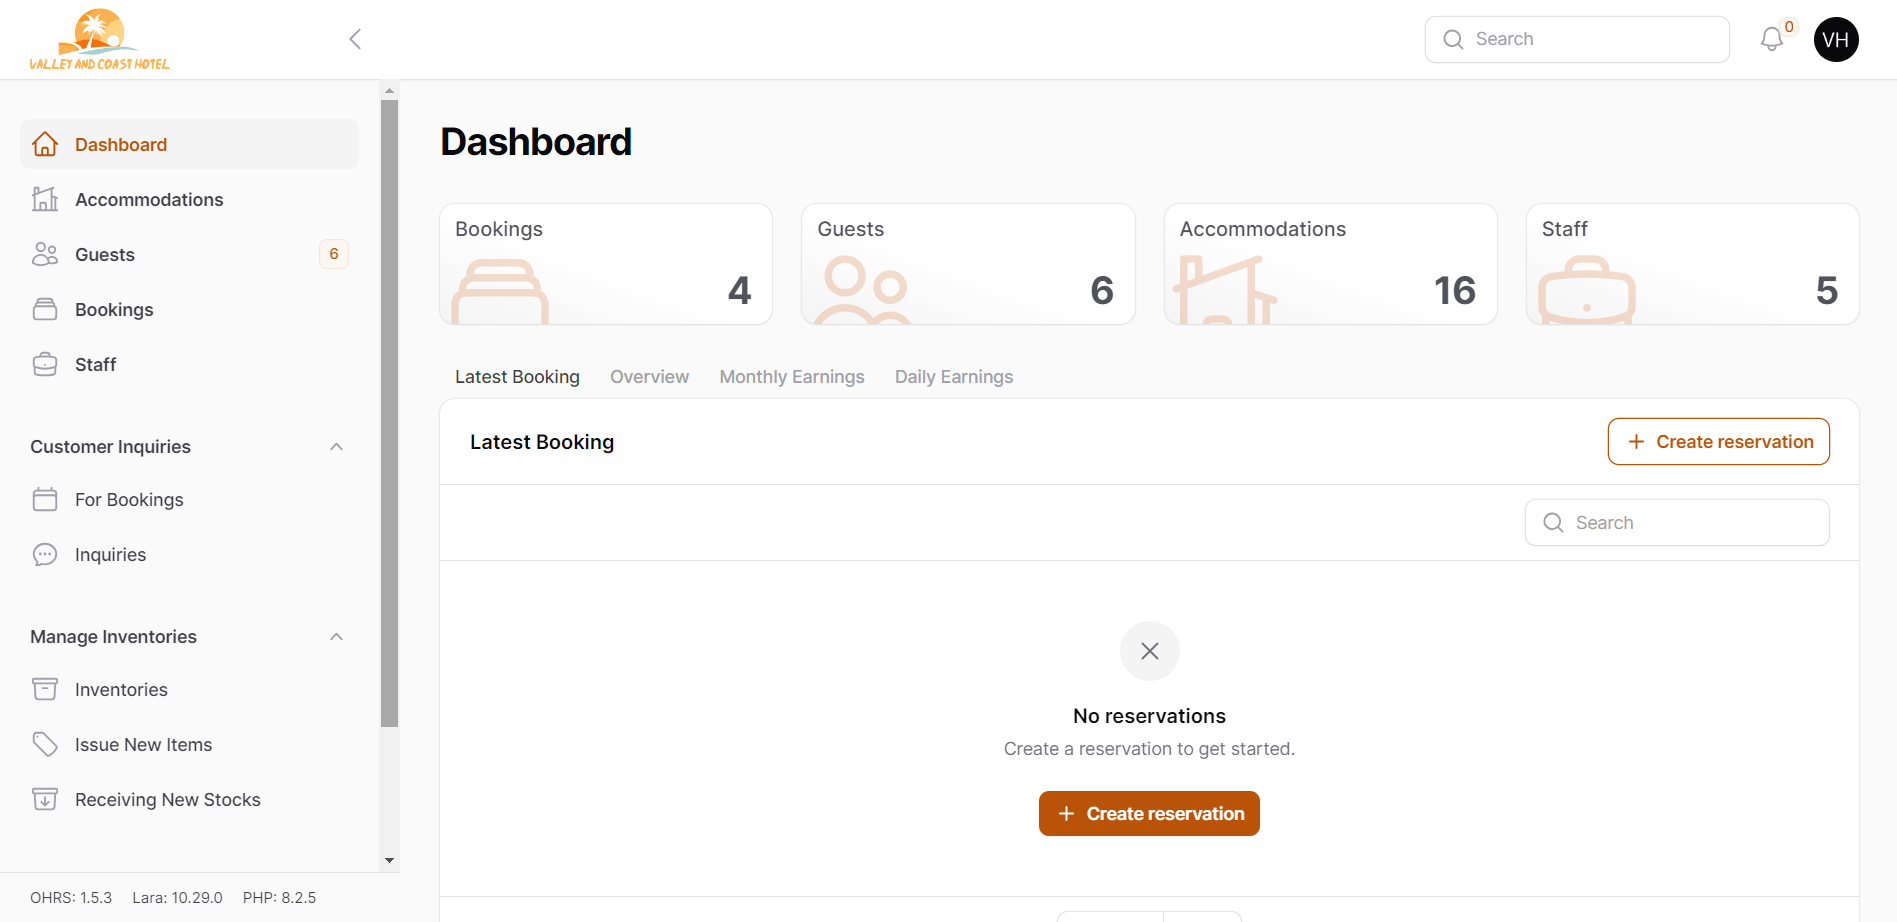 VALLEY AND COAST HOTEL
Search
0
VH
Dashboard
Accommodations
Guests 6
Bookings
Staff
Customer Inquiries
For Bookings
Inquiries
Manage Inventories
Inventories
Issue New Items
Receiving New Stocks
OHRS: 1.5.3 Lara: 10.29.0 PHP: 8.2.5
Dashboard
Bookings
4
Guests
6
Accommodations
16
Staff
5
Latest Booking Overview Monthly Earnings Daily Earnings
Latest Booking
Create reservation
Search
No reservations
Create a reservation to get started.
Create reservation